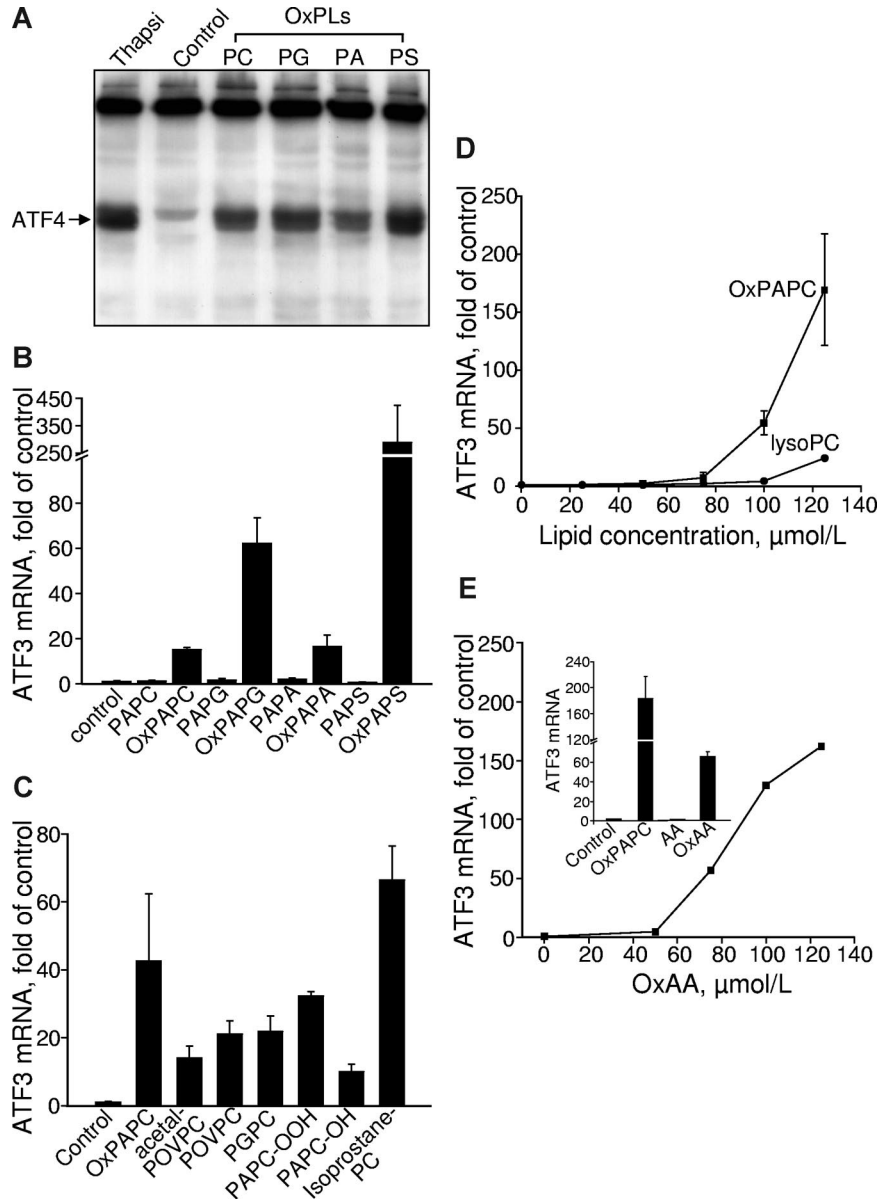 A
OxPLs
Thapsi
Control
PC PG PA PS
ATF4
B
ATF3 mRNA, fold of control
450
350
250
80
60
40
20
0
control
PAPC
OxPAPC
PAPG
OxPAPG
PAPA
OxPAPA
PAPS
OxPAPS
C
ATF3 mRNA, fold of control
80
60
40
20
0
Control
OxPAPC
acetal-
POVPC
POVPC
PGPC
PAPC-OOH
PAPC-OH
Isoprostane-
PC
D
ATF3 mRNA, fold of control
250
200
150
100
50
0
OxPAPC
lysoPC
0 20 40 60 80 100 120 140
Lipid concentration, μmol/L
E
ATF3 mRNA, fold of control
250
200
150
100
50
0
ATF3 mRNA
240
200
160
120
80
60
40
20
0
Control
OxPAPC
AA
OxAA
0 20 40 60 80 100 120 140
OxAA, μmol/L